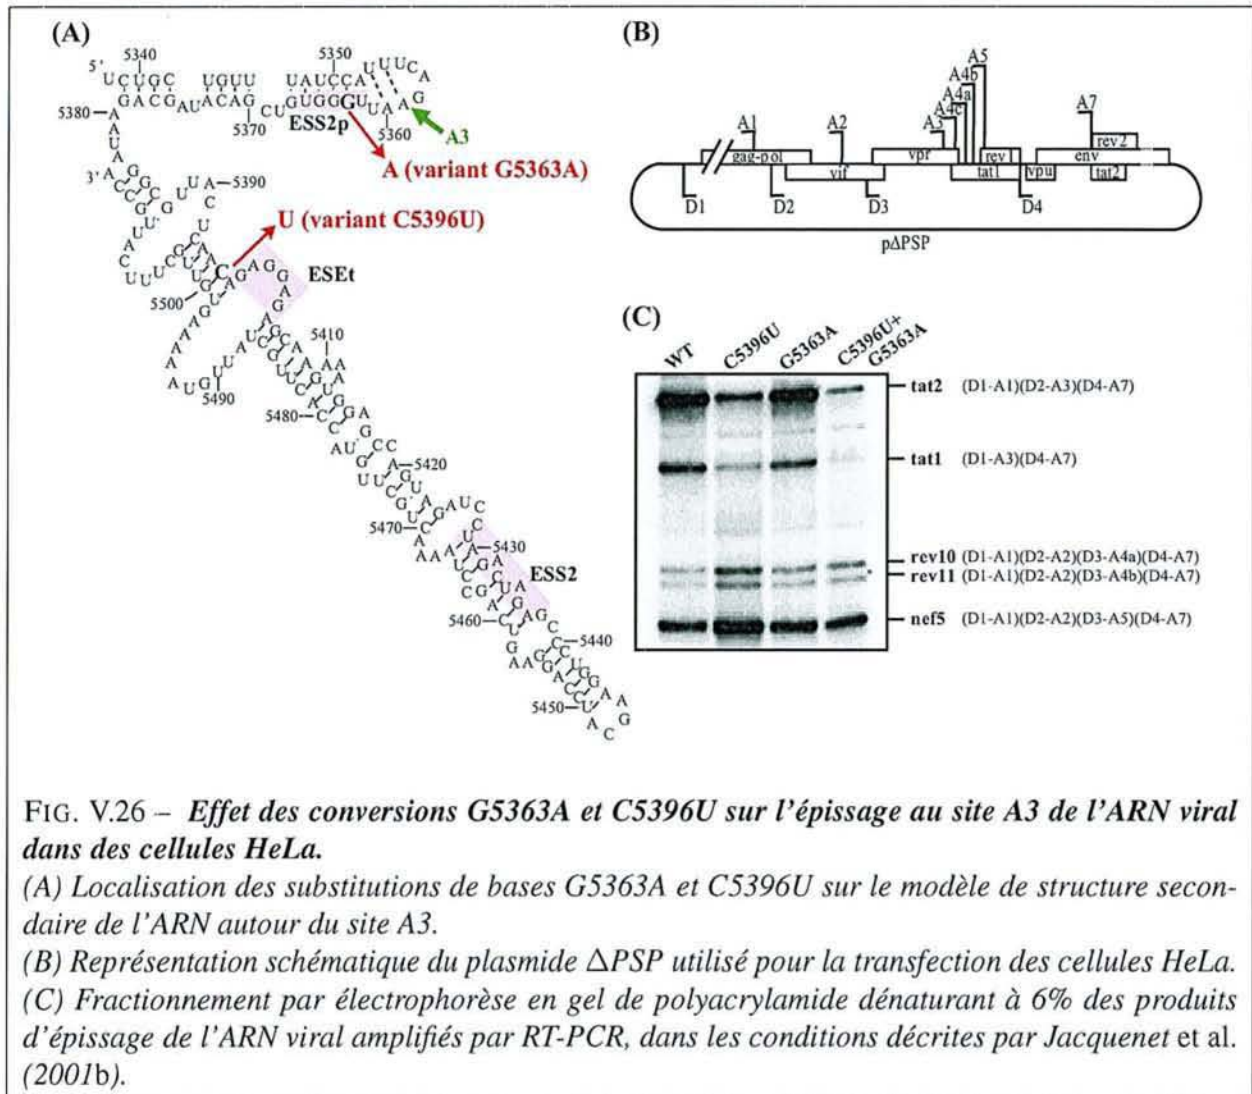 (A)
5340
5350
5380
5370
5360
ESS2p
A3
A (variant G5363A)
5390
U (variant C5396U)
ESEt
5500
5410
5490
5480
5420
5470
5430
ESS2
5460
5440
5450
(B)
A1
A2
A3
A4c
A4a
A4b
A5
A7
rev2
gag-pol
vpr
rev
env
vif
tat1
vpu
tat2
D1
D2
D3
D4
pΔPSP
(C)
WT
C5396U
G5363A
C5396U+
G5363A
tat2 (D1-A1)(D2-A3)(D4-A7)
tat1 (D1-A3)(D4-A7)
rev10 (D1-A1)(D2-A2)(D3-A4a)(D4-A7)
rev11 (D1-A1)(D2-A2)(D3-A4b)(D4-A7)
nef5 (D1-A1)(D2-A2)(D3-A5)(D4-A7)
FIG. V.26 – Effet des conversions G5363A et C5396U sur l'épissage au site A3 de l'ARN viral
dans des cellules HeLa.
(A) Localisation des substitutions de bases G5363A et C5396U sur le modèle de structure secon-
daire de l'ARN autour du site A3.
(B) Représentation schématique du plasmide ΔPSP utilisé pour la transfection des cellules HeLa.
(C) Fractionnement par électrophorèse en gel de polyacrylamide dénaturant à 6% des produits
d'épissage de l'ARN viral amplifiés par RT-PCR, dans les conditions décrites par Jacquenet et al.
(2001b).